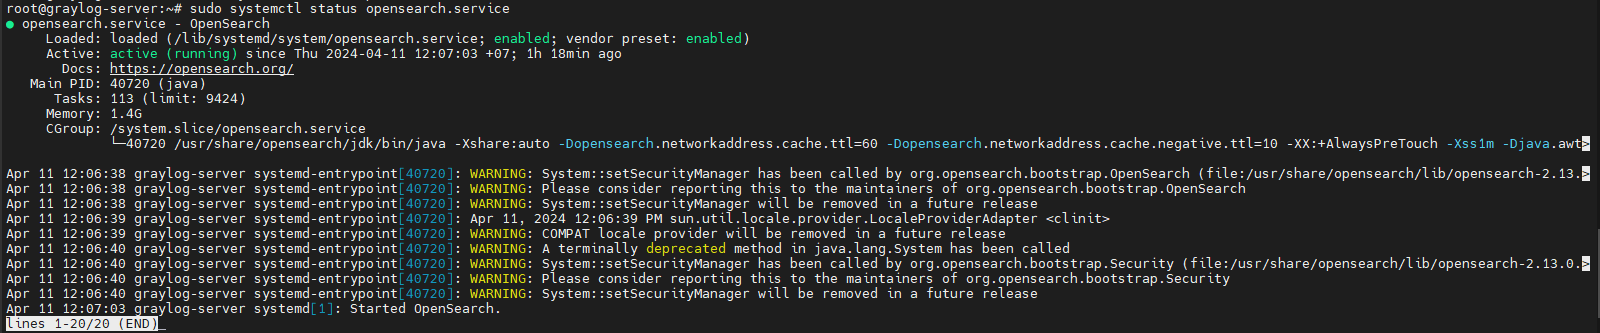 root@graylog-server:~# sudo systemctl status opensearch.service
● opensearch.service - OpenSearch
Loaded: loaded (/lib/systemd/system/opensearch.service; enabled; vendor preset: enabled)
Active: active (running) since Thu 2024-04-11 12:07:03 +07; 1h 18min ago
Docs: https://opensearch.org/
Main PID: 40720 (java)
Tasks: 113 (limit: 9424)
Memory: 1.4G
CGroup: /system.slice/opensearch.service
└─40720 /usr/share/opensearch/jdk/bin/java -Xshare:auto -Dopensearch.networkaddress.cache.ttl=60 -Dopensearch.networkaddress.cache.negative.ttl=10 -XX:+AlwaysPreTouch -Xss1m -Djava.awt>
Apr 11 12:06:38 graylog-server systemd-entrypoint[40720]: WARNING: System::setSecurityManager has been called by org.opensearch.bootstrap.OpenSearch (file:/usr/share/opensearch/lib/opensearch-2.13.>
Apr 11 12:06:38 graylog-server systemd-entrypoint[40720]: WARNING: Please consider reporting this to the maintainers of org.opensearch.bootstrap.OpenSearch
Apr 11 12:06:38 graylog-server systemd-entrypoint[40720]: WARNING: System::setSecurityManager will be removed in a future release
Apr 11 12:06:39 graylog-server systemd-entrypoint[40720]: Apr 11, 2024 12:06:39 PM sun.util.locale.provider.LocaleProviderAdapter <clinit>
Apr 11 12:06:39 graylog-server systemd-entrypoint[40720]: WARNING: COMPAT locale provider will be removed in a future release
Apr 11 12:06:40 graylog-server systemd-entrypoint[40720]: WARNING: A terminally deprecated method in java.lang.System has been called
Apr 11 12:06:40 graylog-server systemd-entrypoint[40720]: WARNING: System::setSecurityManager has been called by org.opensearch.bootstrap.Security (file:/usr/share/opensearch/lib/opensearch-2.13.0.>
Apr 11 12:06:40 graylog-server systemd-entrypoint[40720]: WARNING: Please consider reporting this to the maintainers of org.opensearch.bootstrap.Security
Apr 11 12:06:40 graylog-server systemd-entrypoint[40720]: WARNING: System::setSecurityManager will be removed in a future release
Apr 11 12:07:03 graylog-server systemd[1]: Started OpenSearch.
lines 1-20/20 (END)